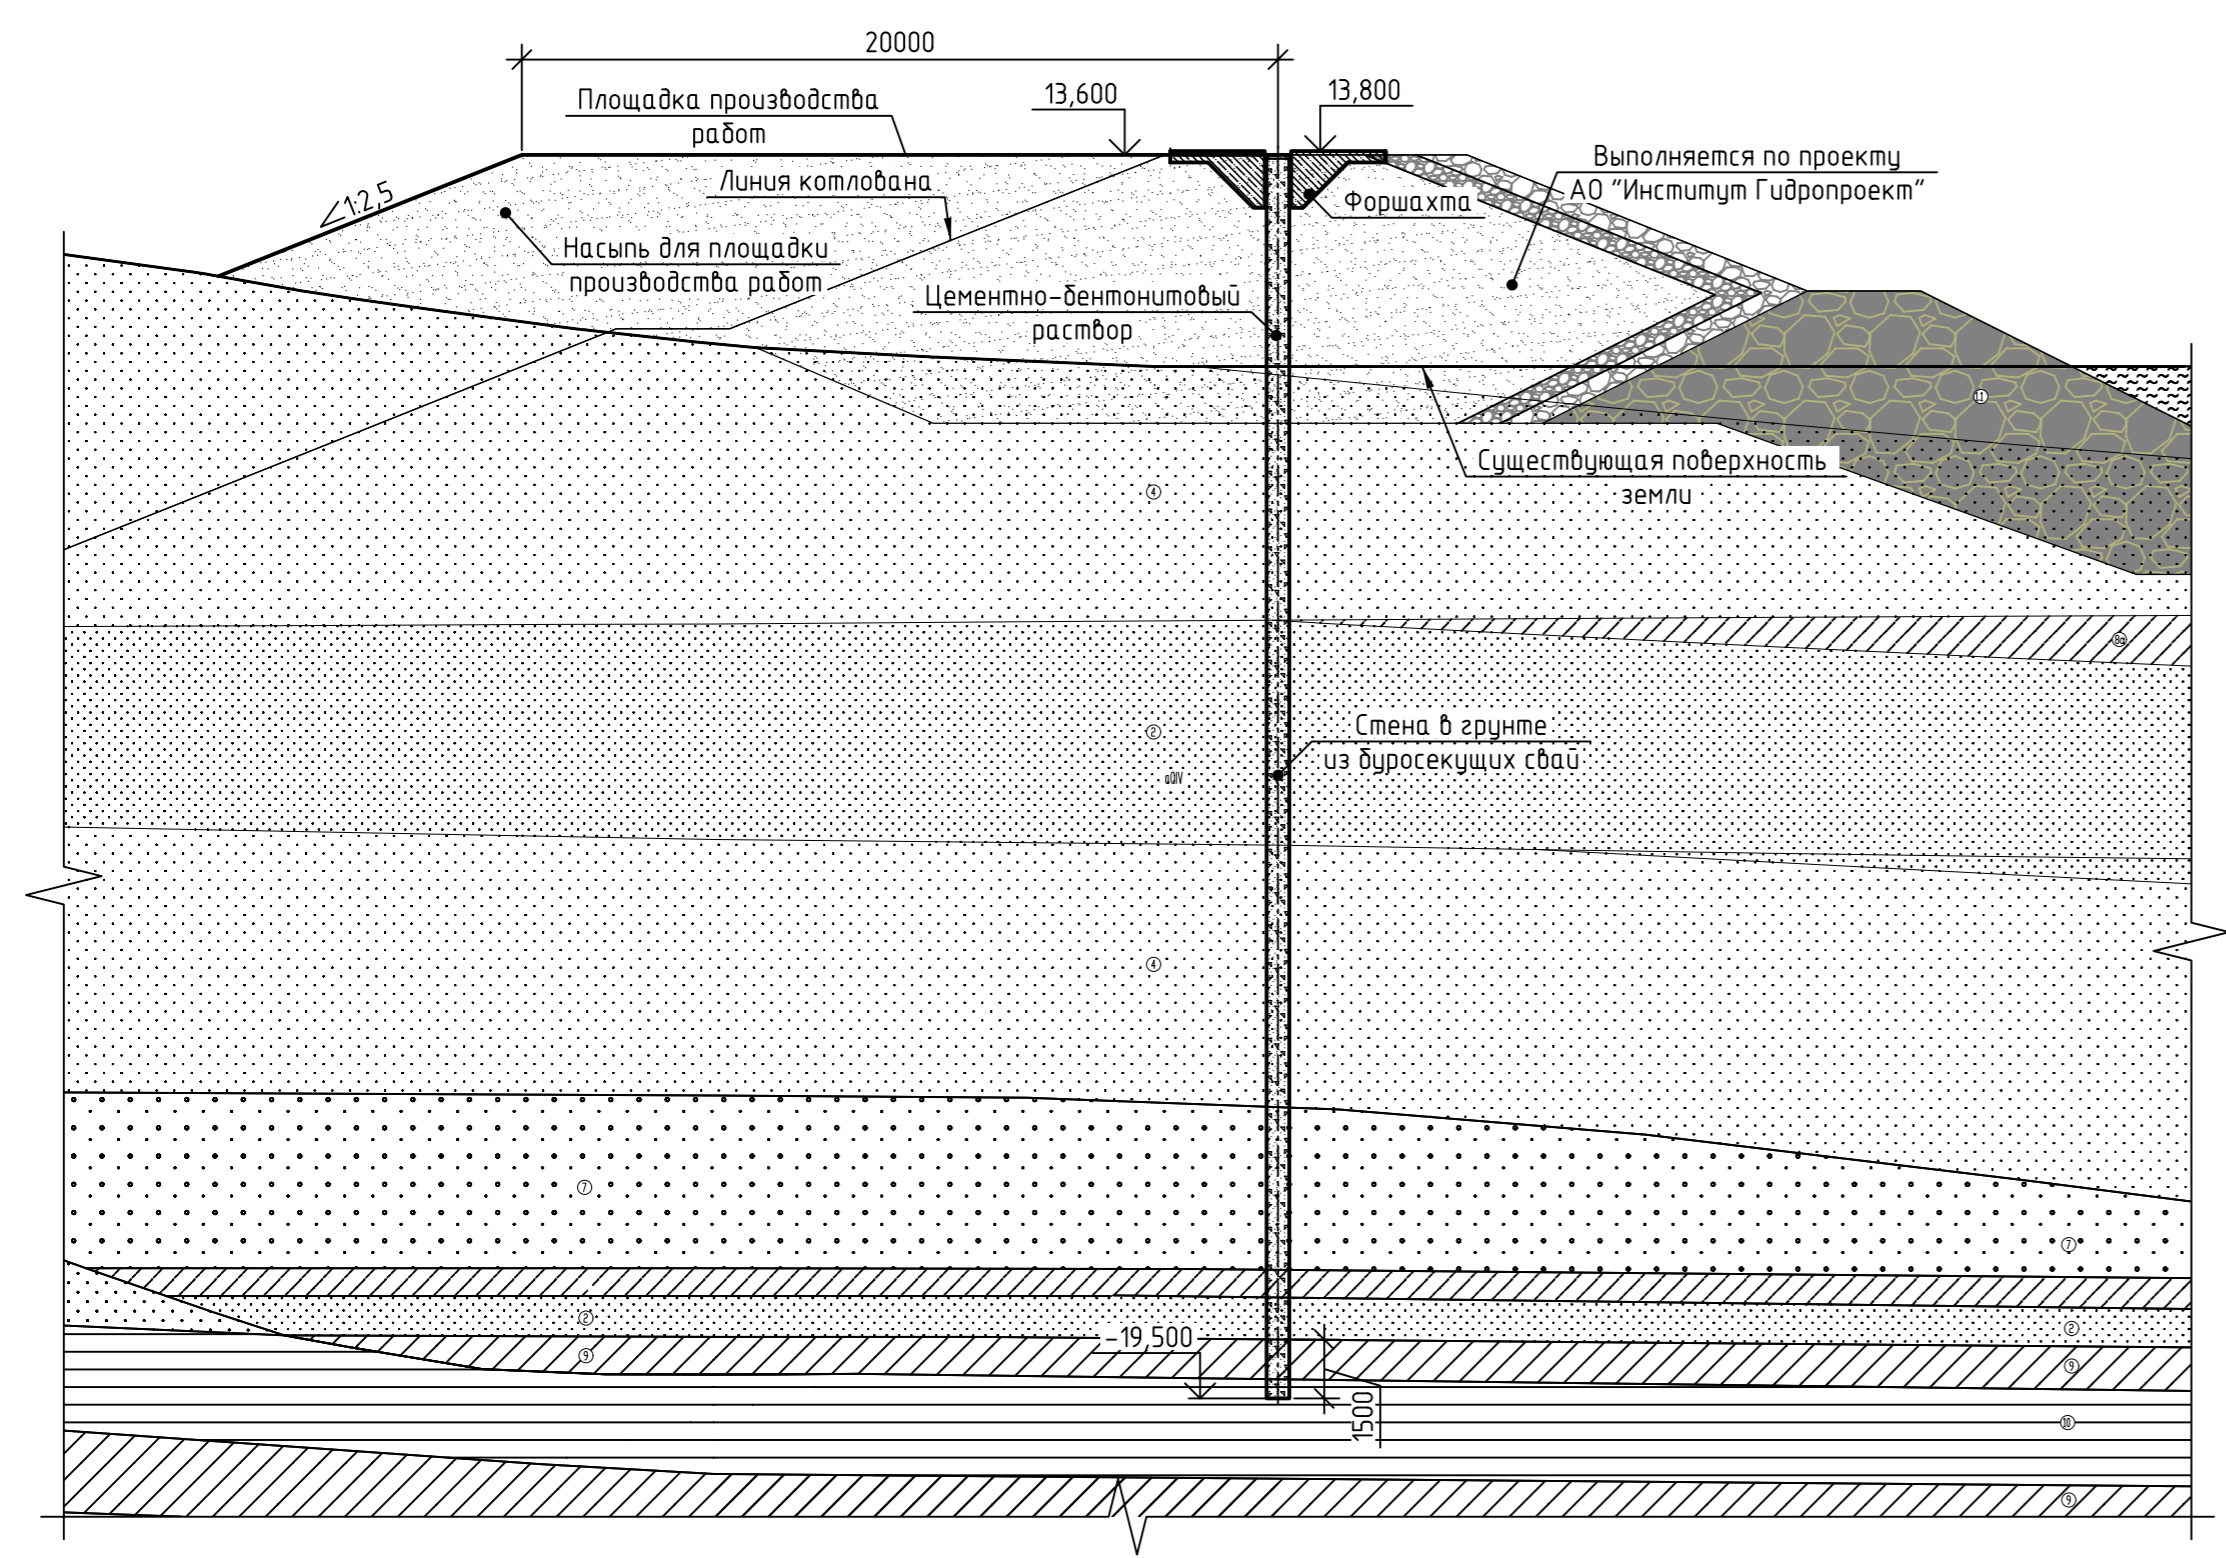 20000
13,600
13,800
Площадка производства
работ
Выполняется по проекту
АО "Институт Гидропроект"
1:2,5
Линия котлована
Форшахта
Насыпь для площадки
производства работ
Цементно-бентонитовый
раствор
11
Существующая поверхность
земли
4
8а
2
Стена в грунте
из буросекущих свай
aQIV
4
7
7
2
2
-19,500
9
9
1500
10
9